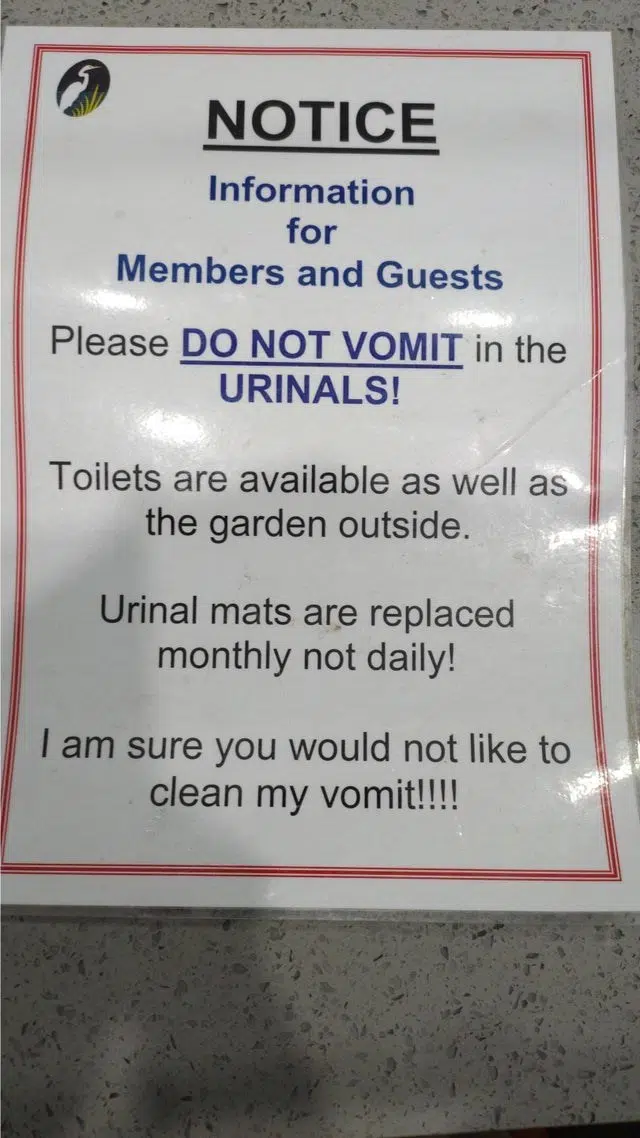 NOTICE
Information
for
Members and Guests
Please DO NOT VOMIT in the
URINALS!
Toilets are available as well as
the garden outside.
Urinal mats are replaced
monthly not daily!
I am sure you would not like to
clean my vomit!!!!